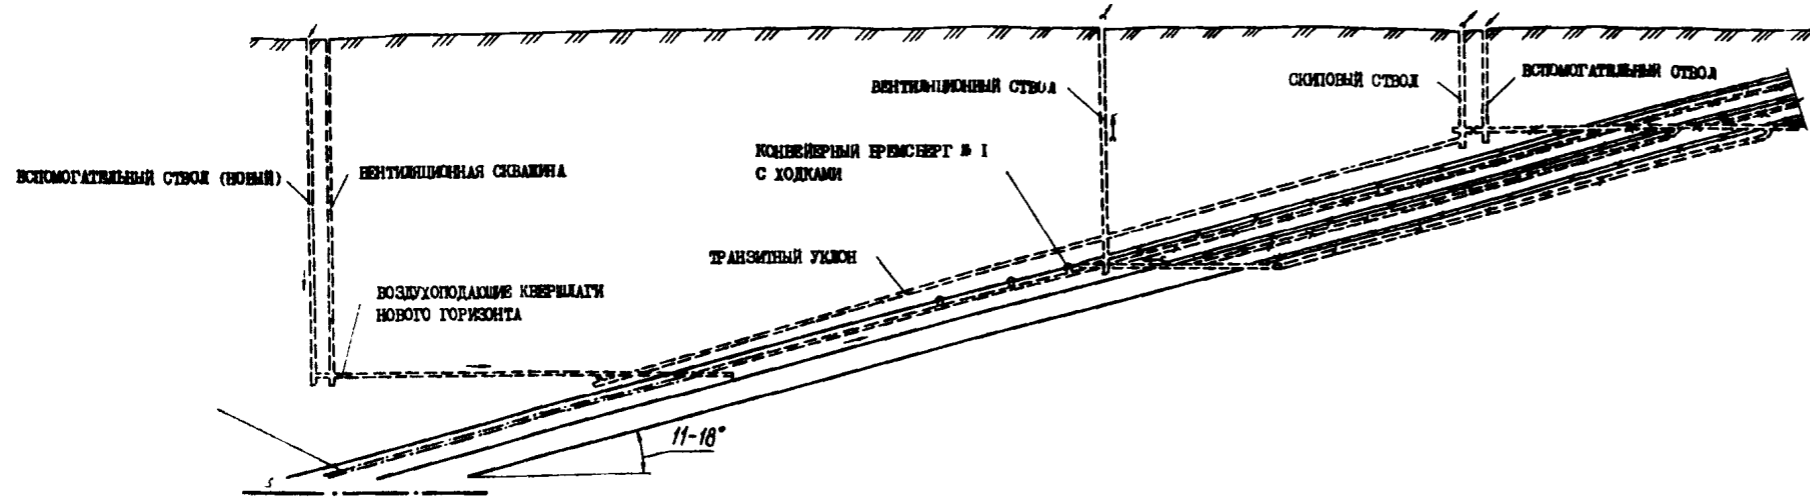 ВЕНТИЛЯЦИОННЫЙ СТВОЛ
СКИПОВЫЙ СТВОЛ
ВСПОМОГАТЕЛЬНЫЙ СТВОЛ
КОНВЕЙЕРНЫЙ БРЕМСБЕРГ № I
С ХОДКАМИ
ВСПОМОГАТЕЛЬНЫЙ СТВОЛ (НОВЫЙ)
ВЕНТИЛЯЦИОННАЯ СКВАЖИНА
ТРАНЗИТНЫЙ УКЛОН
ВОЗДУХОПОДАЮЩИЕ КВЕРШЛАГИ
НОВОГО ГОРИЗОНТА
11-18°